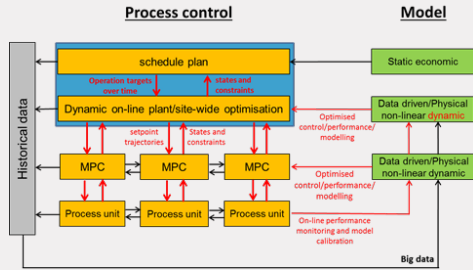 Process control
Model
schedule plan
Static economic
Operation targets
over time
states and
constraints
Dynamic on-line plant/site-wide optimisation
Data driven/Physical
non-linear dynamic
Historical data
setpoint
trajectories
States and
constraints
Optimised
control/performance/
modelling
MPC
MPC
MPC
Data driven/Physical
non-linear dynamic
Optimised
control/performance/
modelling
Process unit
Process unit
Process unit
On-line performance
monitoring and model
calibration
Big data